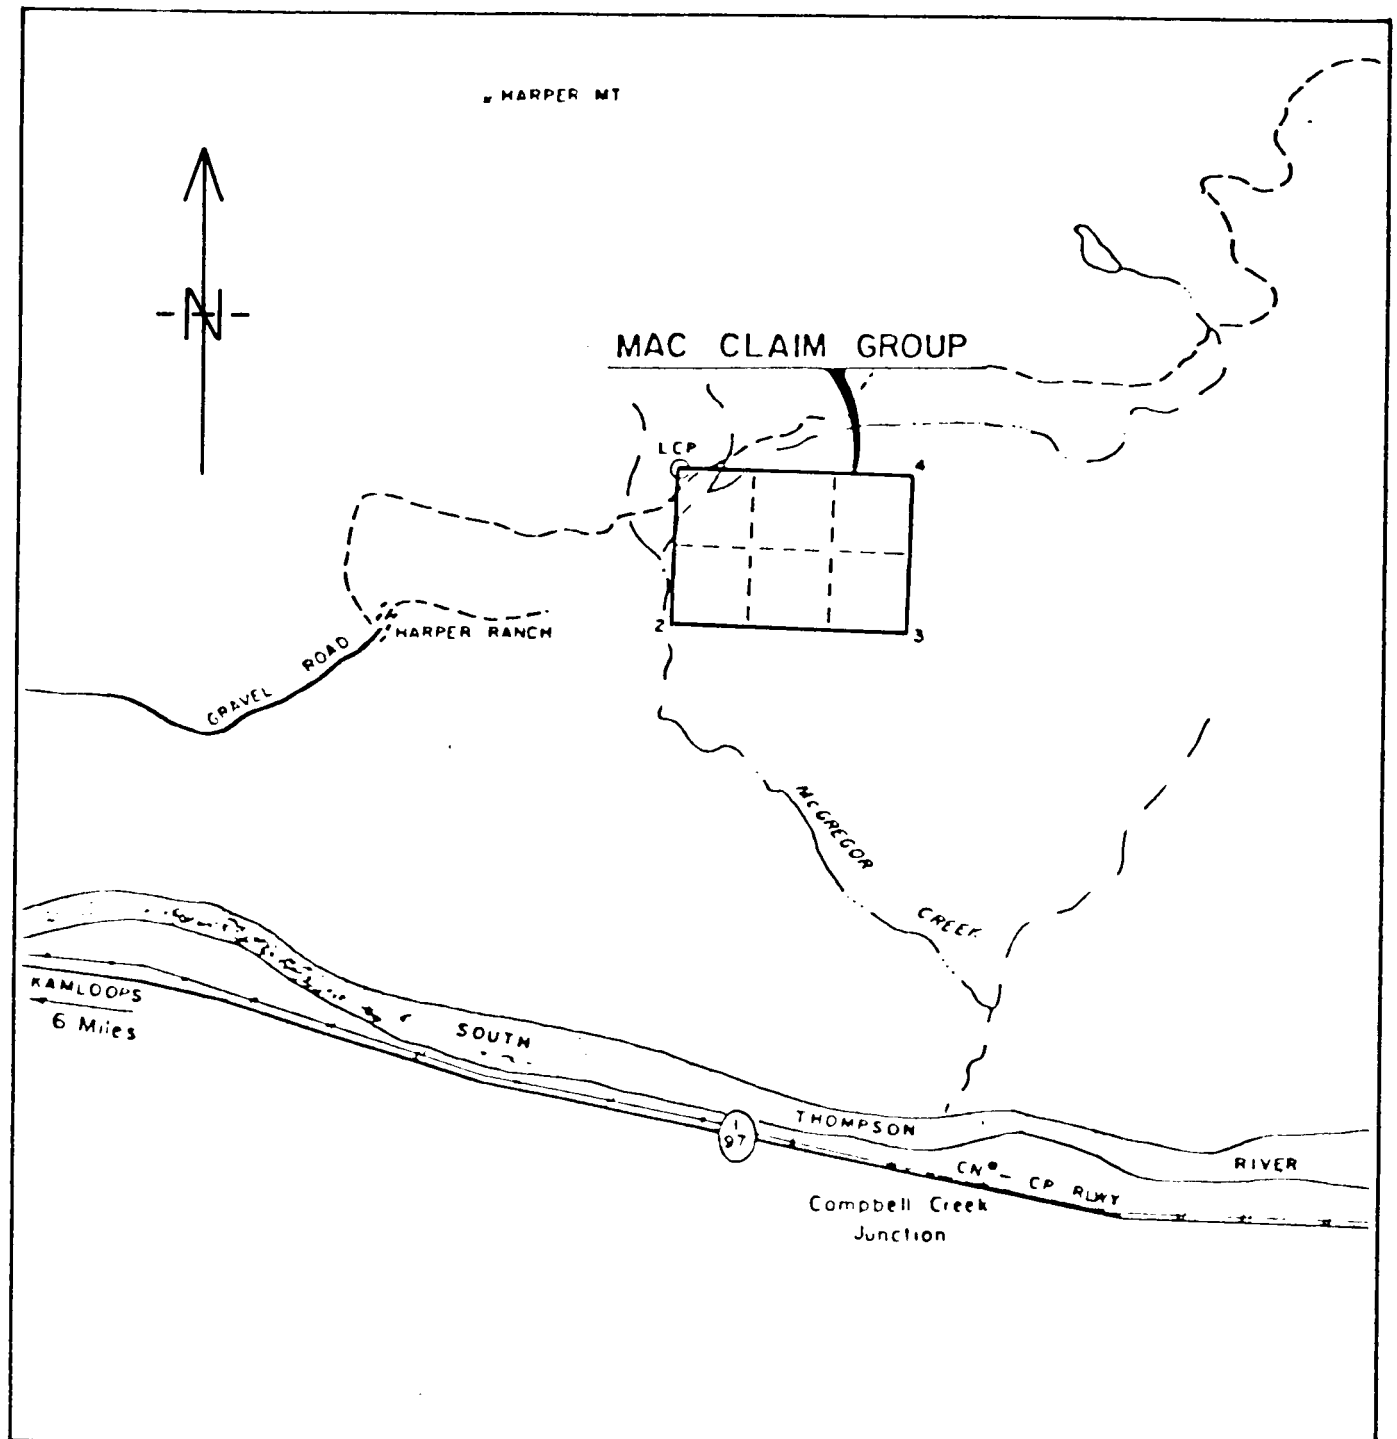 HARPER MT
N
MAC CLAIM GROUP
LCP
4
2
3
HARPER RANCH
GRAVEL ROAD
McGREGOR CREEK
KAMLOOPS
6 Miles
SOUTH THOMPSON RIVER
1
97
CN - CP RLWY
Campbell Creek
Junction